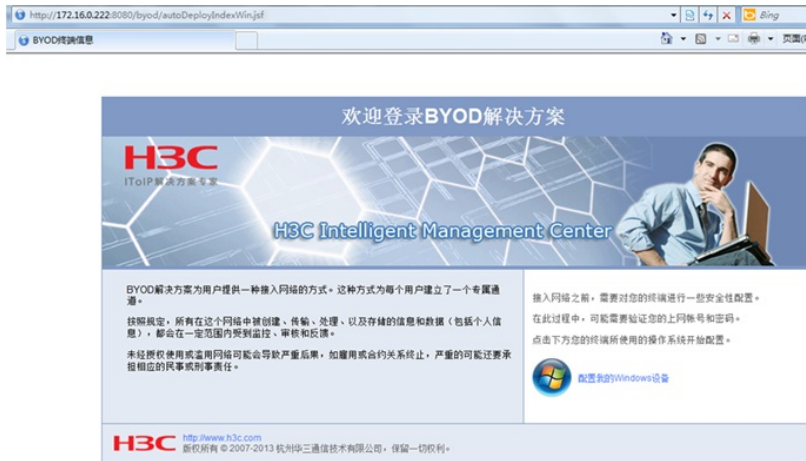 http://172.16.0.222:8080/byod/autoDeployIndexWin.jsf
Bing
BYOD终端信息
页面(
欢迎登录BYOD解决方案
H3C
IToIP解决方案专家
H3C Intelligent Management Center
BYOD解决方案为用户提供一种接入网络的方式。这种方式为每个用户建立了一个专属通
道。
按照规定，所有在这个网络中被创建、传输、处理、以及存储的信息和数据（包括个人信
息），都会在一定范围内受到监控、审核和反馈。
未经授权使用或滥用网络可能会导致严重后果，如雇用或合约关系终止，严重的可能还要承
担相应的民事或刑事责任。
接入网络之前，需要对您的终端进行一些安全性配置。
在此过程中，可能需要验证您的上网帐号和密码。
点击下方您的终端所使用的操作系统开始配置。
配置我的Windows设备
H3C
http://www.h3c.com
版权所有 © 2007-2013 杭州华三通信技术有限公司，保留一切权利。